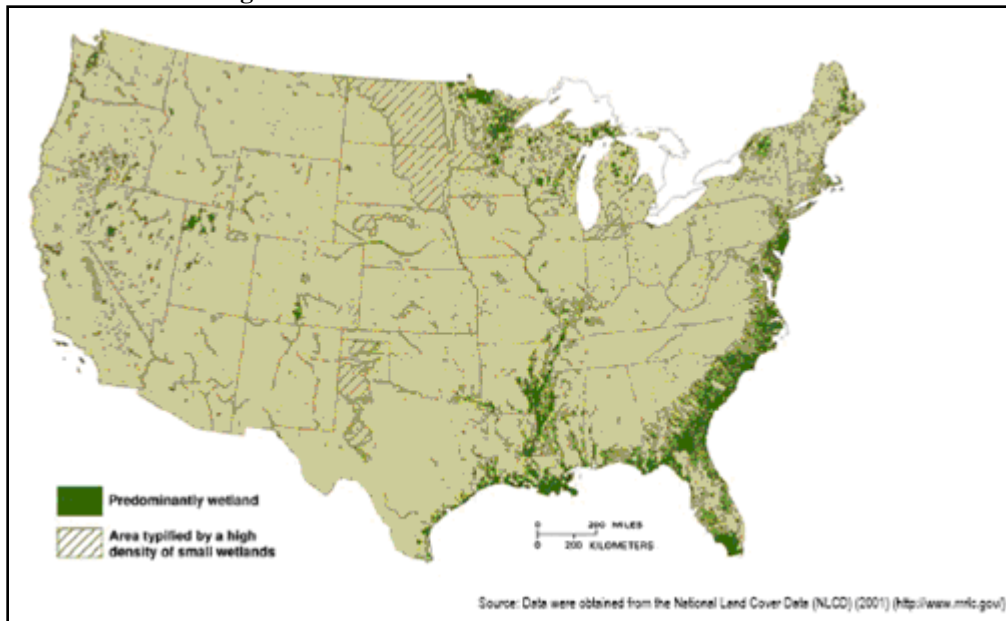 Predominantly wetland
Area typified by a high
density of small wetlands
0 200 MILES
0 200 KILOMETERS
Source: Data were obtained from the National Land Cover Data (NLCD) (2001) (http://www.mrlc.gov/)